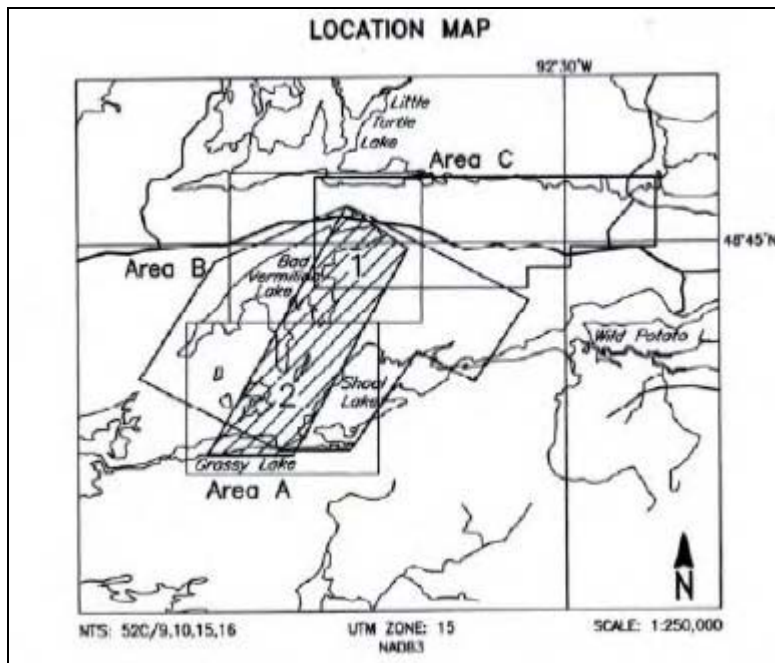 LOCATION MAP
92°30'W
Little
Turtle
Lake
Area C
48°45'N
Area B
Bad
Vermilion
Lake
1
Wild Potato L
2
Shoal
Lake
Grassy Lake
Area A
N
NTS: 52C/9,10,15,16
UTM ZONE: 15
SCALE: 1:250,000
NAD83